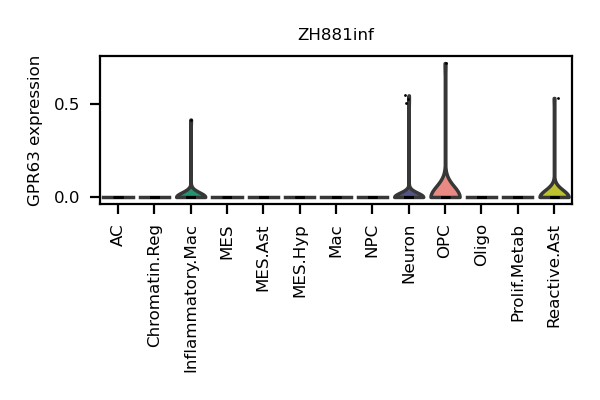 ZH881inf
GPR63 expression
0.5
0.0
AC
Chromatin.Reg
Inflammatory.Mac
MES
MES.Ast
MES.Hyp
Mac
NPC
Neuron
OPC
Oligo
Prolif.Metab
Reactive.Ast